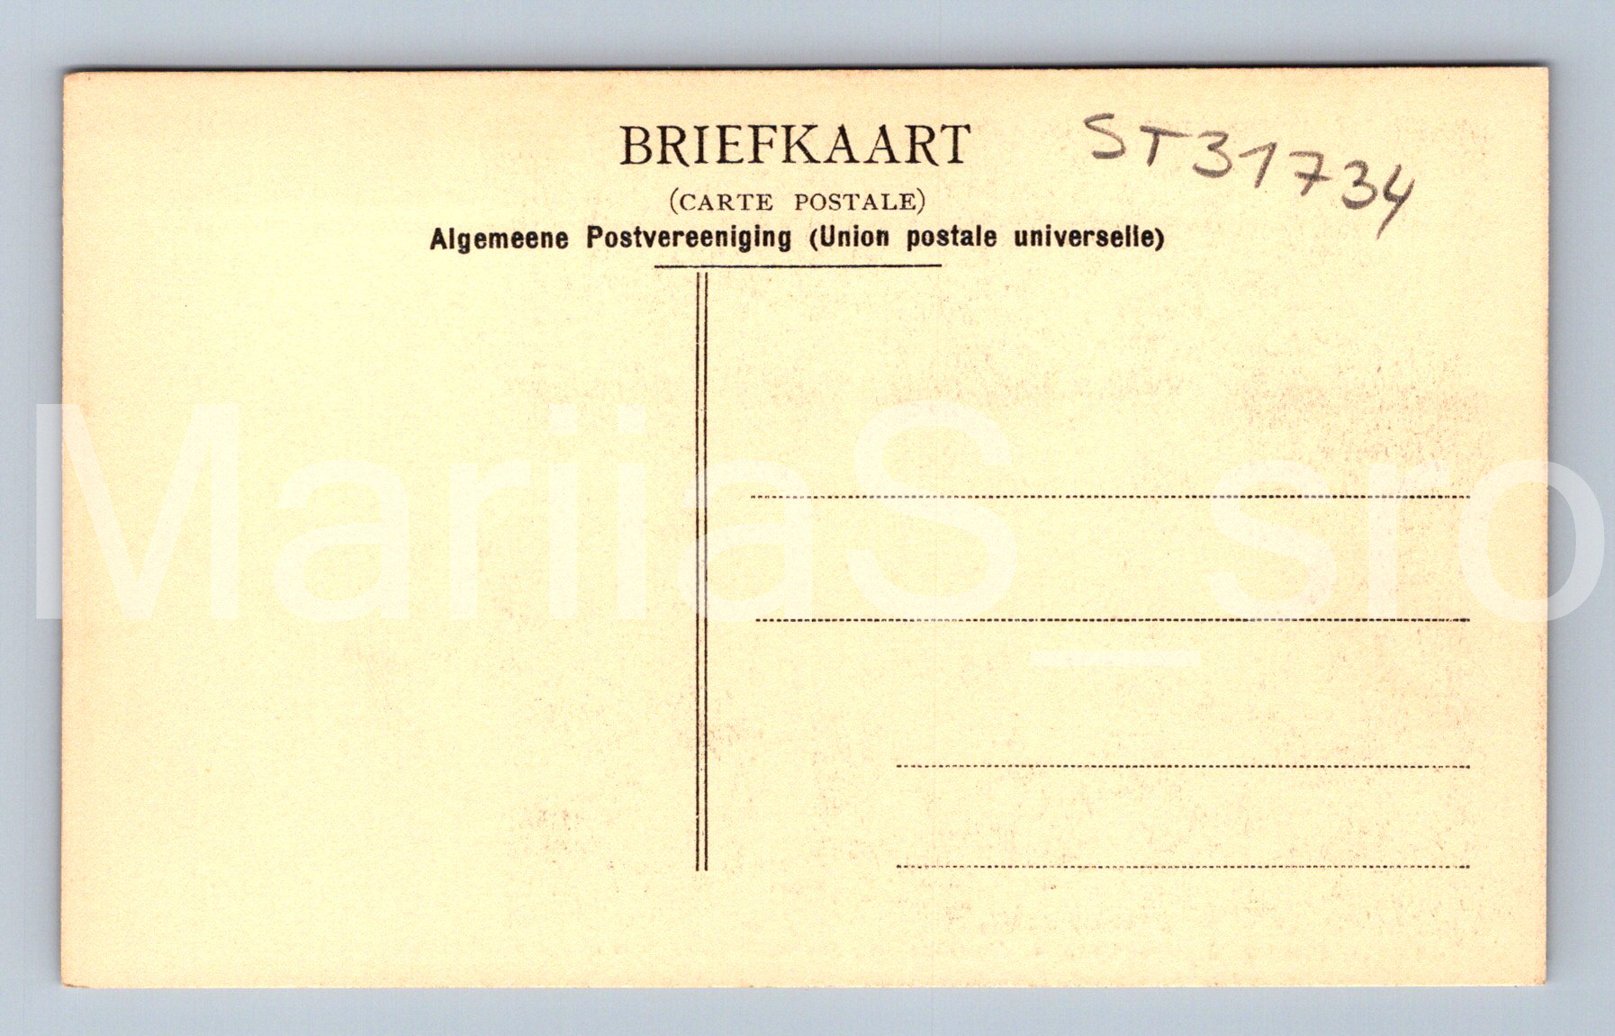 BRIEFKAART
ST31734
(CARTE POSTALE)
Algemeene Postvereeniging (Union postale universelle)
MariiaS_sro